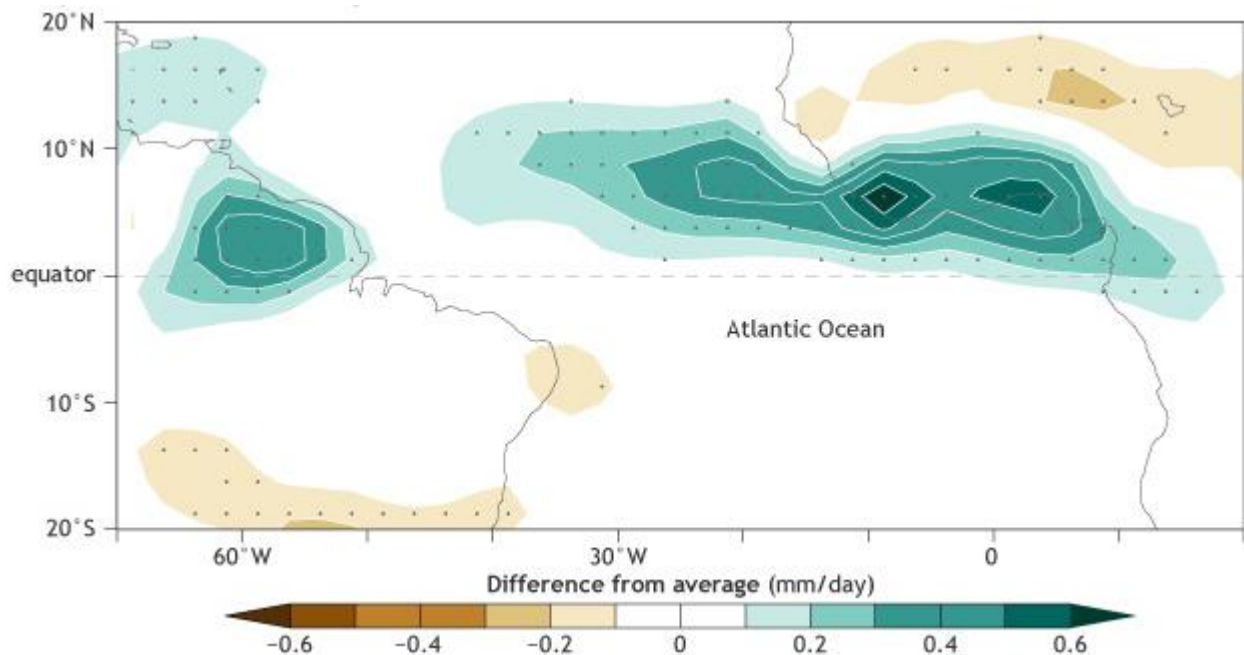 20°N
10°N
equator
Atlantic Ocean
10°S
20°S
60°W 30°W 0
Difference from average (mm/day)
−0.6 −0.4 −0.2 0 0.2 0.4 0.6